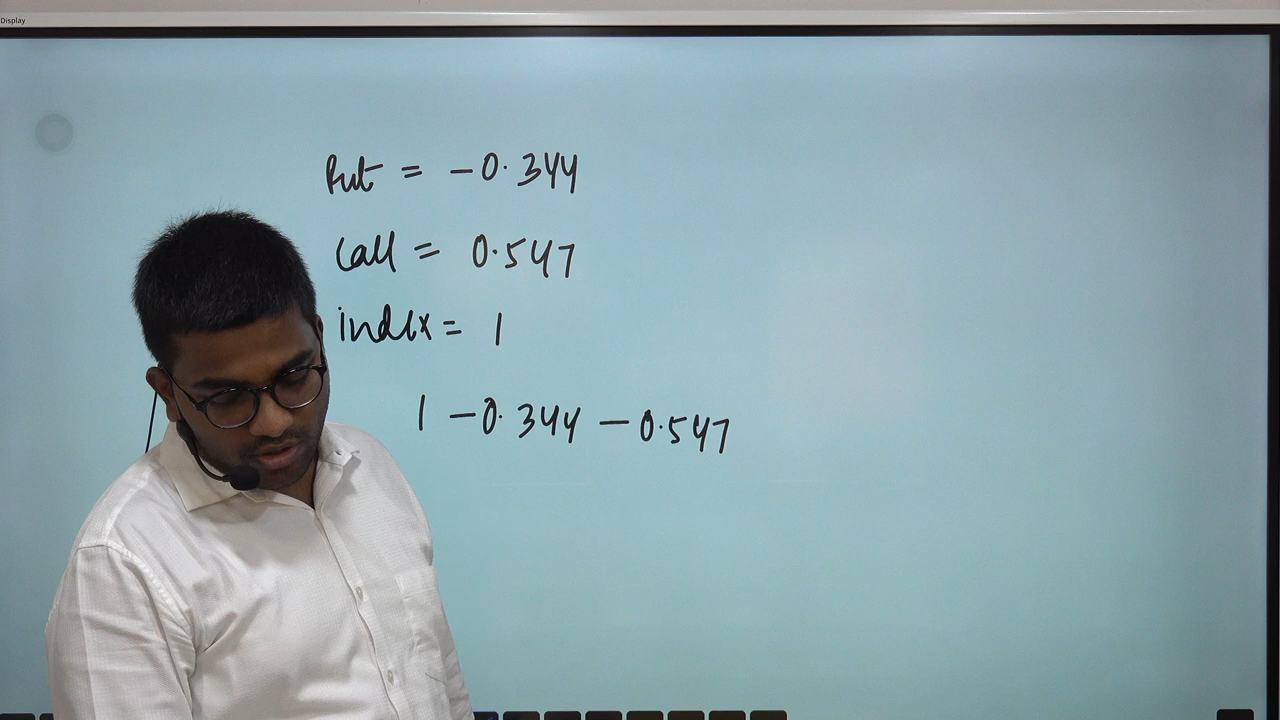 Display
Put = -0.344
Call = 0.547
index = 1
1 - 0.344 - 0.547